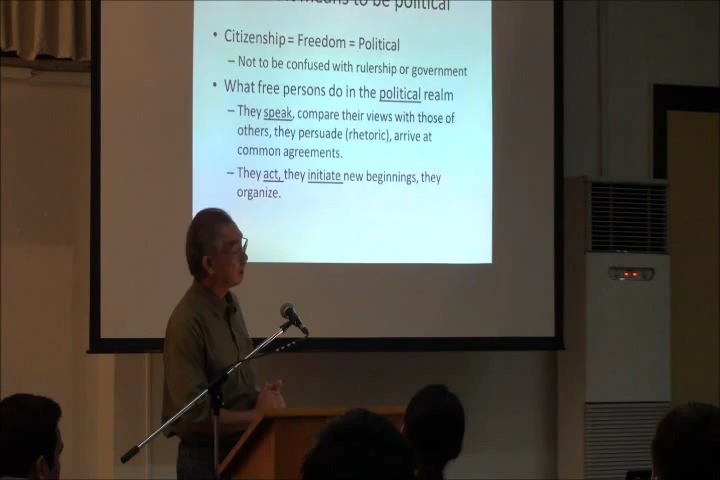 means to be political
• Citizenship = Freedom = Political
– Not to be confused with rulership or government
• What free persons do in the political realm
– They speak, compare their views with those of
others, they persuade (rhetoric), arrive at
common agreements.
– They act, they initiate new beginnings, they
organize.